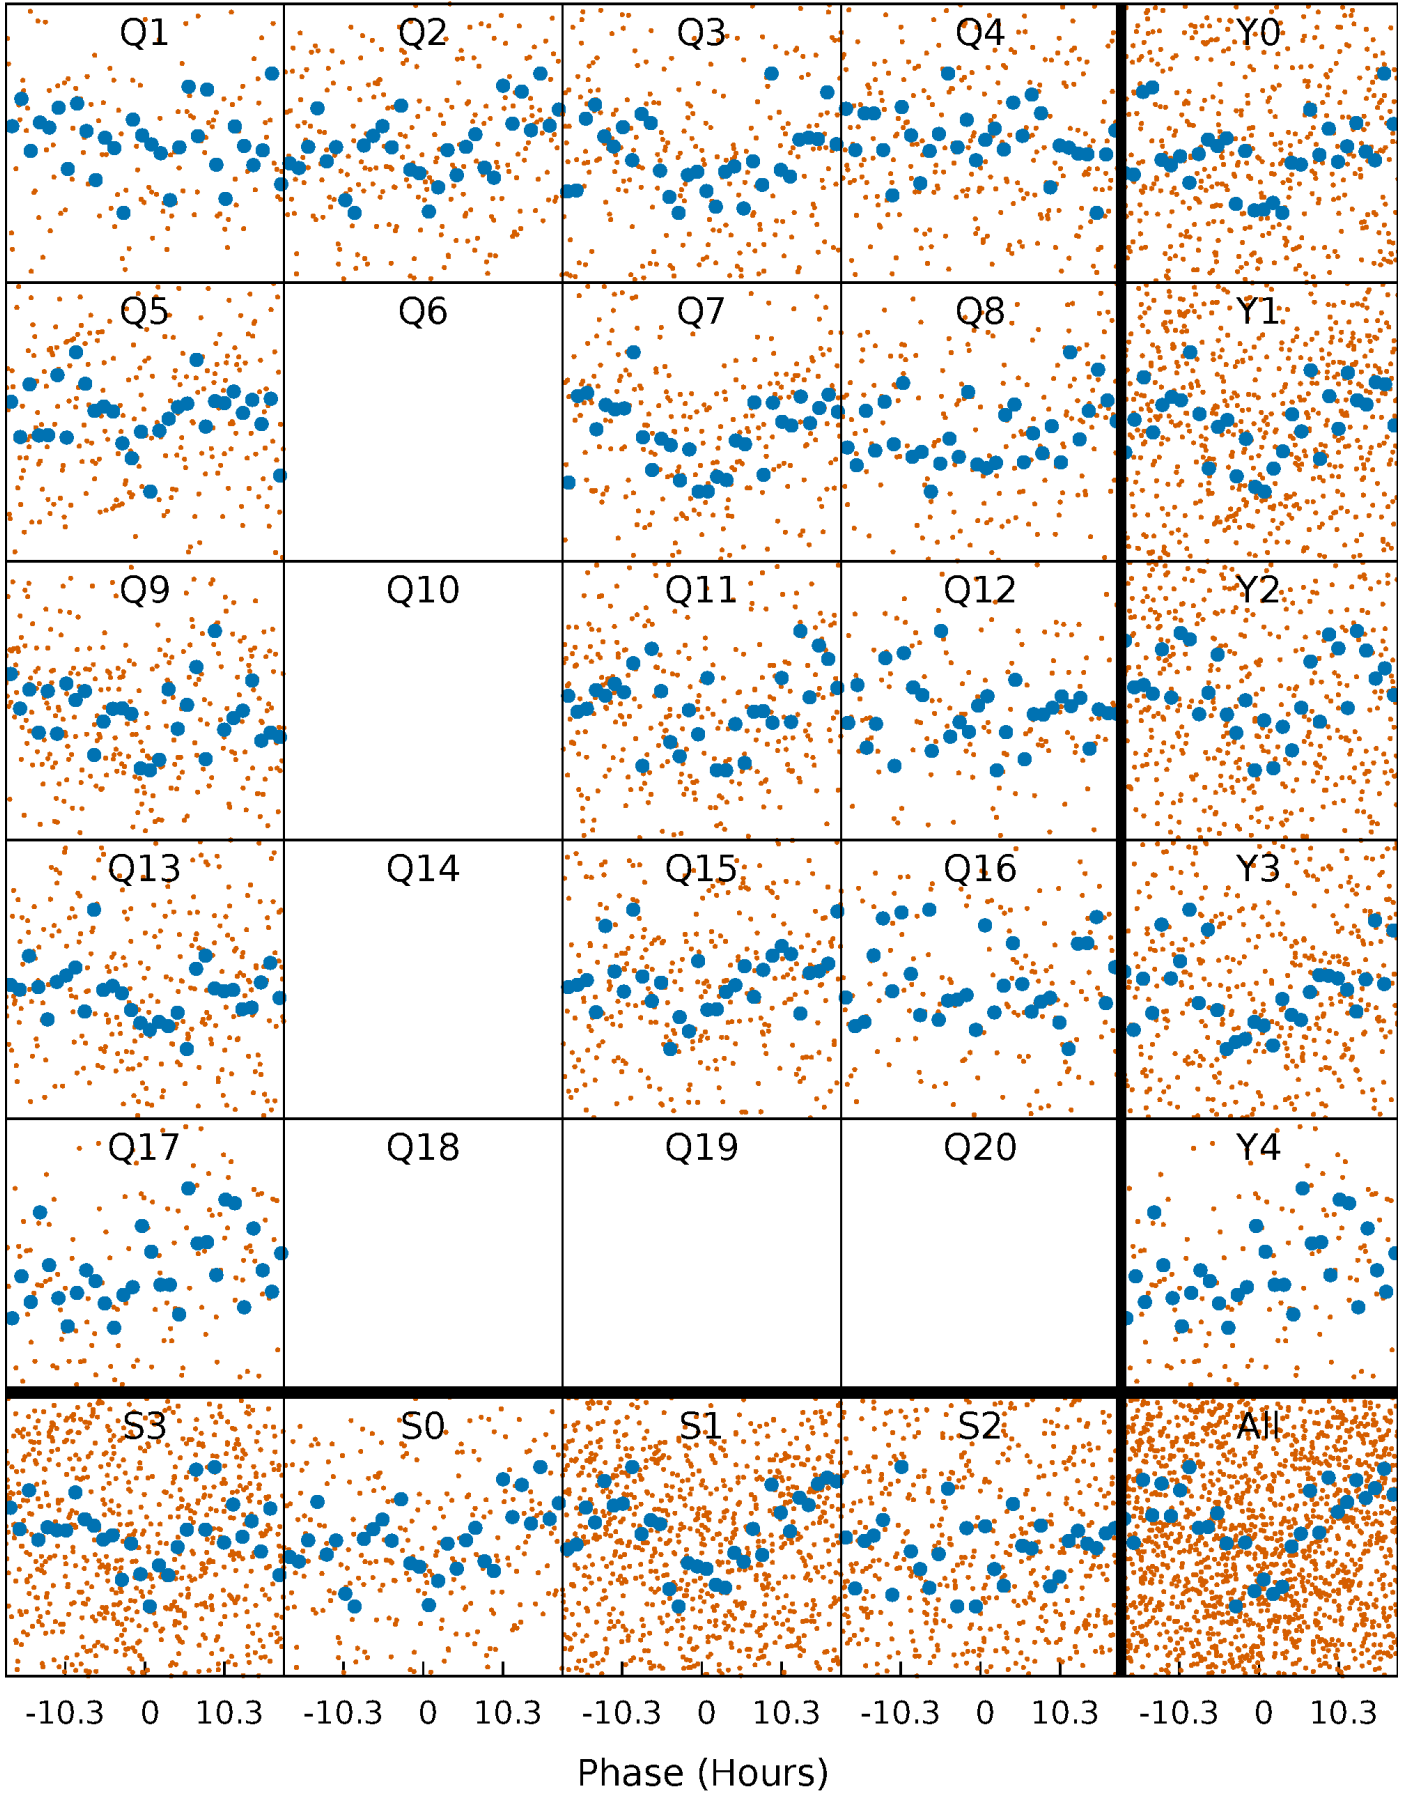 Q1 Q2 Q3 Q4 Y0
Q5 Q6 Q7 Q8 Y1
Q9 Q10 Q11 Q12 Y2
Q13 Q14 Q15 Q16 Y3
Q17 Q18 Q19 Q20 Y4
S3 S0 S1 S2 All
-10.3 0 10.3 -10.3 0 10.3 -10.3 0 10.3 -10.3 0 10.3 -10.3 0 10.3
Phase (Hours)